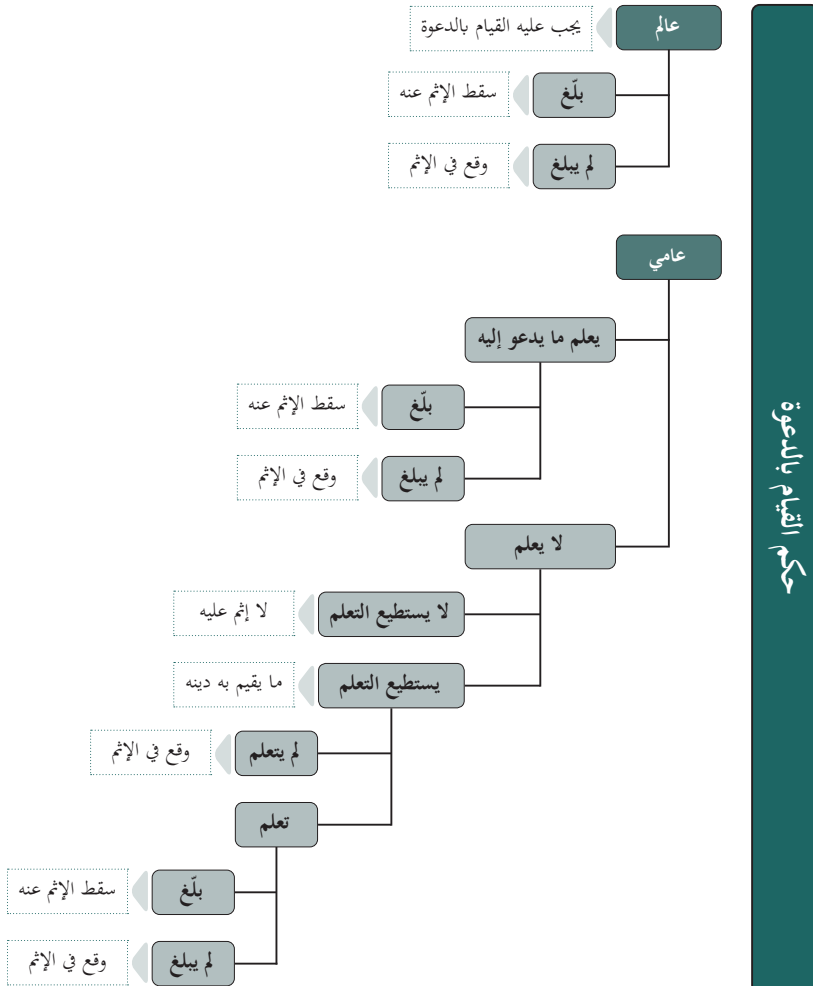 حكم القيام بالدعوة
عالم
يجب عليه القيام بالدعوة
بلّغ
سقط الإثم عنه
لم يبلغ
وقع في الإثم
عامي
يعلم ما يدعو إليه
بلّغ
سقط الإثم عنه
لم يبلغ
وقع في الإثم
لا يعلم
لا يستطيع التعلم
لا إثم عليه
يستطيع التعلم
ما يقيم به دينه
لم يتعلم
وقع في الإثم
تعلم
بلّغ
سقط الإثم عنه
لم يبلغ
وقع في الإثم